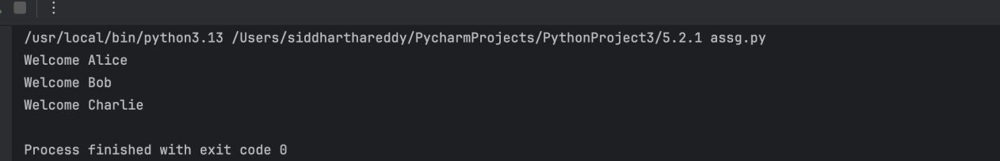 /usr/local/bin/python3.13 /Users/siddharthareddy/PycharmProjects/PythonProject3/5.2.1 assg.py
Welcome Alice
Welcome Bob
Welcome Charlie
Process finished with exit code 0